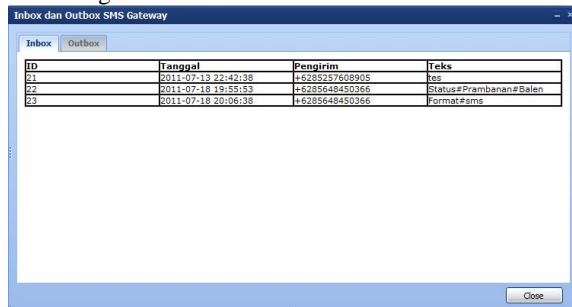 Inbox dan Outbox SMS Gateway
Inbox Outbox
ID Tanggal Pengirim Teks
21 2011-07-13 22:42:38 +6285257608905 tes
22 2011-07-18 19:55:53 +6285648450366 Status#Prambanan#Balen
23 2011-07-18 20:06:38 +6285648450366 Format#sms
Close